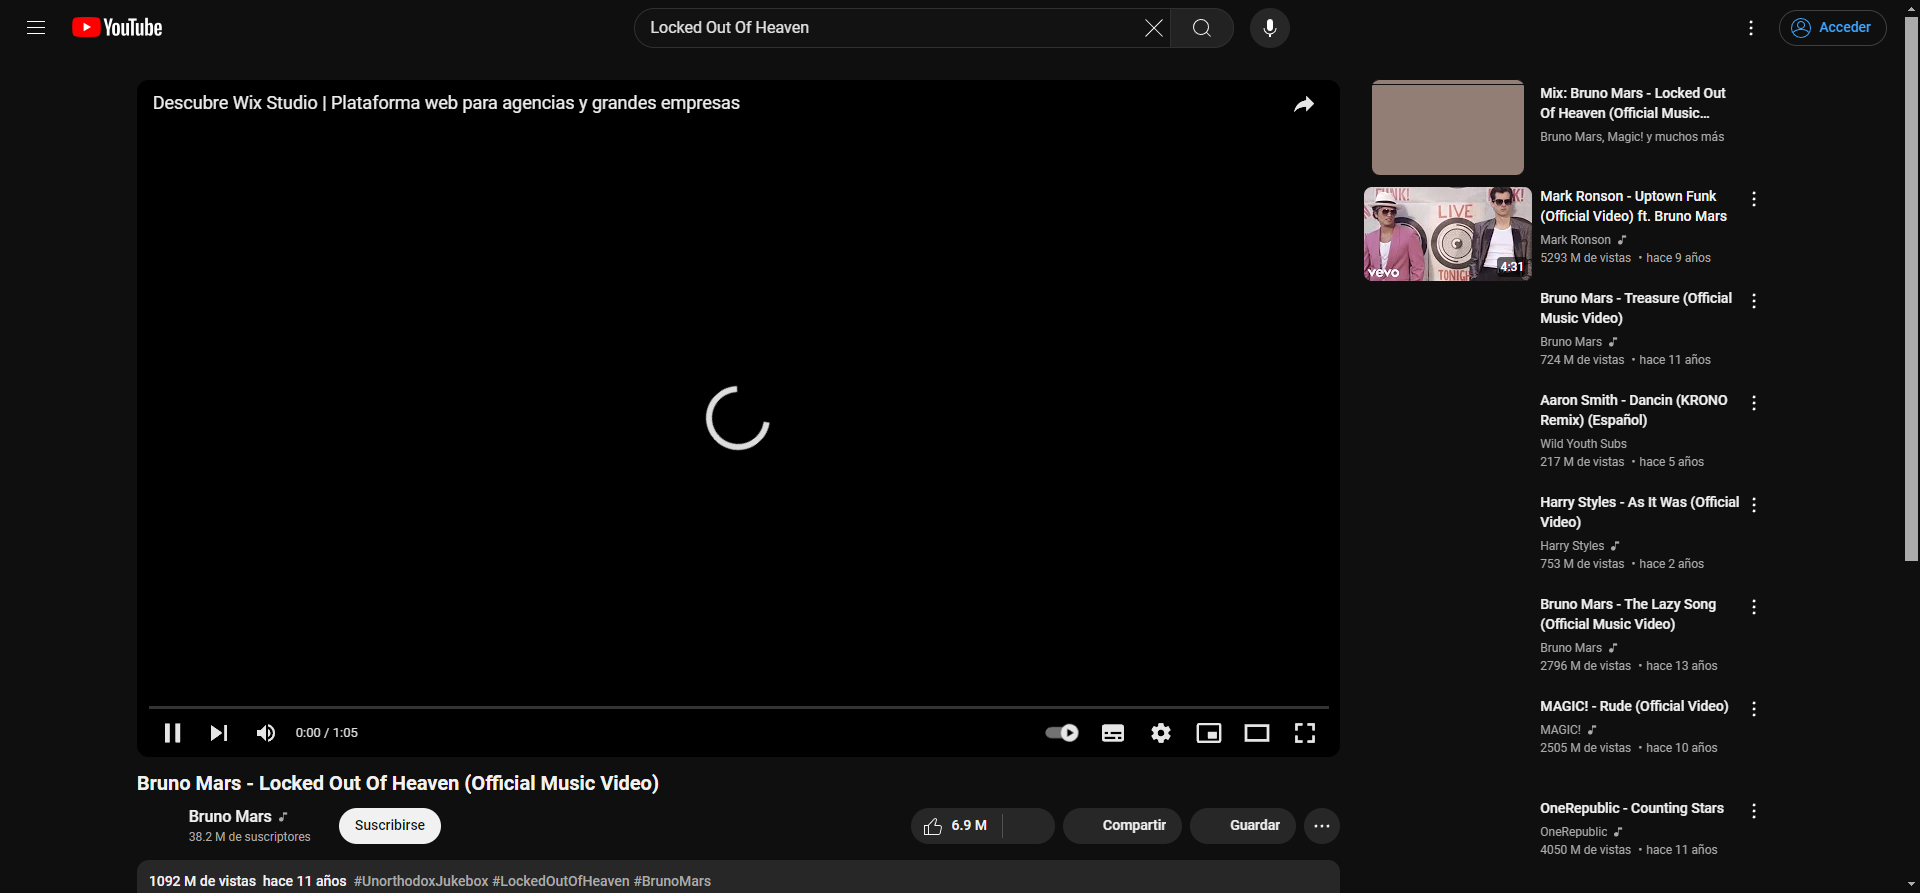 YouTube
Locked Out Of Heaven
Acceder
Descubre Wix Studio | Plataforma web para agencias y grandes empresas
0:00 / 1:05
Bruno Mars - Locked Out Of Heaven (Official Music Video)
Bruno Mars
38.2 M de suscriptores
Suscribirse
6.9 M
Compartir
Guardar
1092 M de vistas hace 11 años #UnorthodoxJukebox #LockedOutOfHeaven #BrunoMars
Mix: Bruno Mars - Locked Out
Of Heaven (Official Music...
Bruno Mars, Magic! y muchos más
LIVE
vevo
4:31
Mark Ronson - Uptown Funk
(Official Video) ft. Bruno Mars
Mark Ronson
5293 M de vistas • hace 9 años
Bruno Mars - Treasure (Official
Music Video)
Bruno Mars
724 M de vistas • hace 11 años
Aaron Smith - Dancin (KRONO
Remix) (Español)
Wild Youth Subs
217 M de vistas • hace 5 años
Harry Styles - As It Was (Official
Video)
Harry Styles
753 M de vistas • hace 2 años
Bruno Mars - The Lazy Song
(Official Music Video)
Bruno Mars
2796 M de vistas • hace 13 años
MAGIC! - Rude (Official Video)
MAGIC!
2505 M de vistas • hace 10 años
OneRepublic - Counting Stars
OneRepublic
4050 M de vistas • hace 11 años